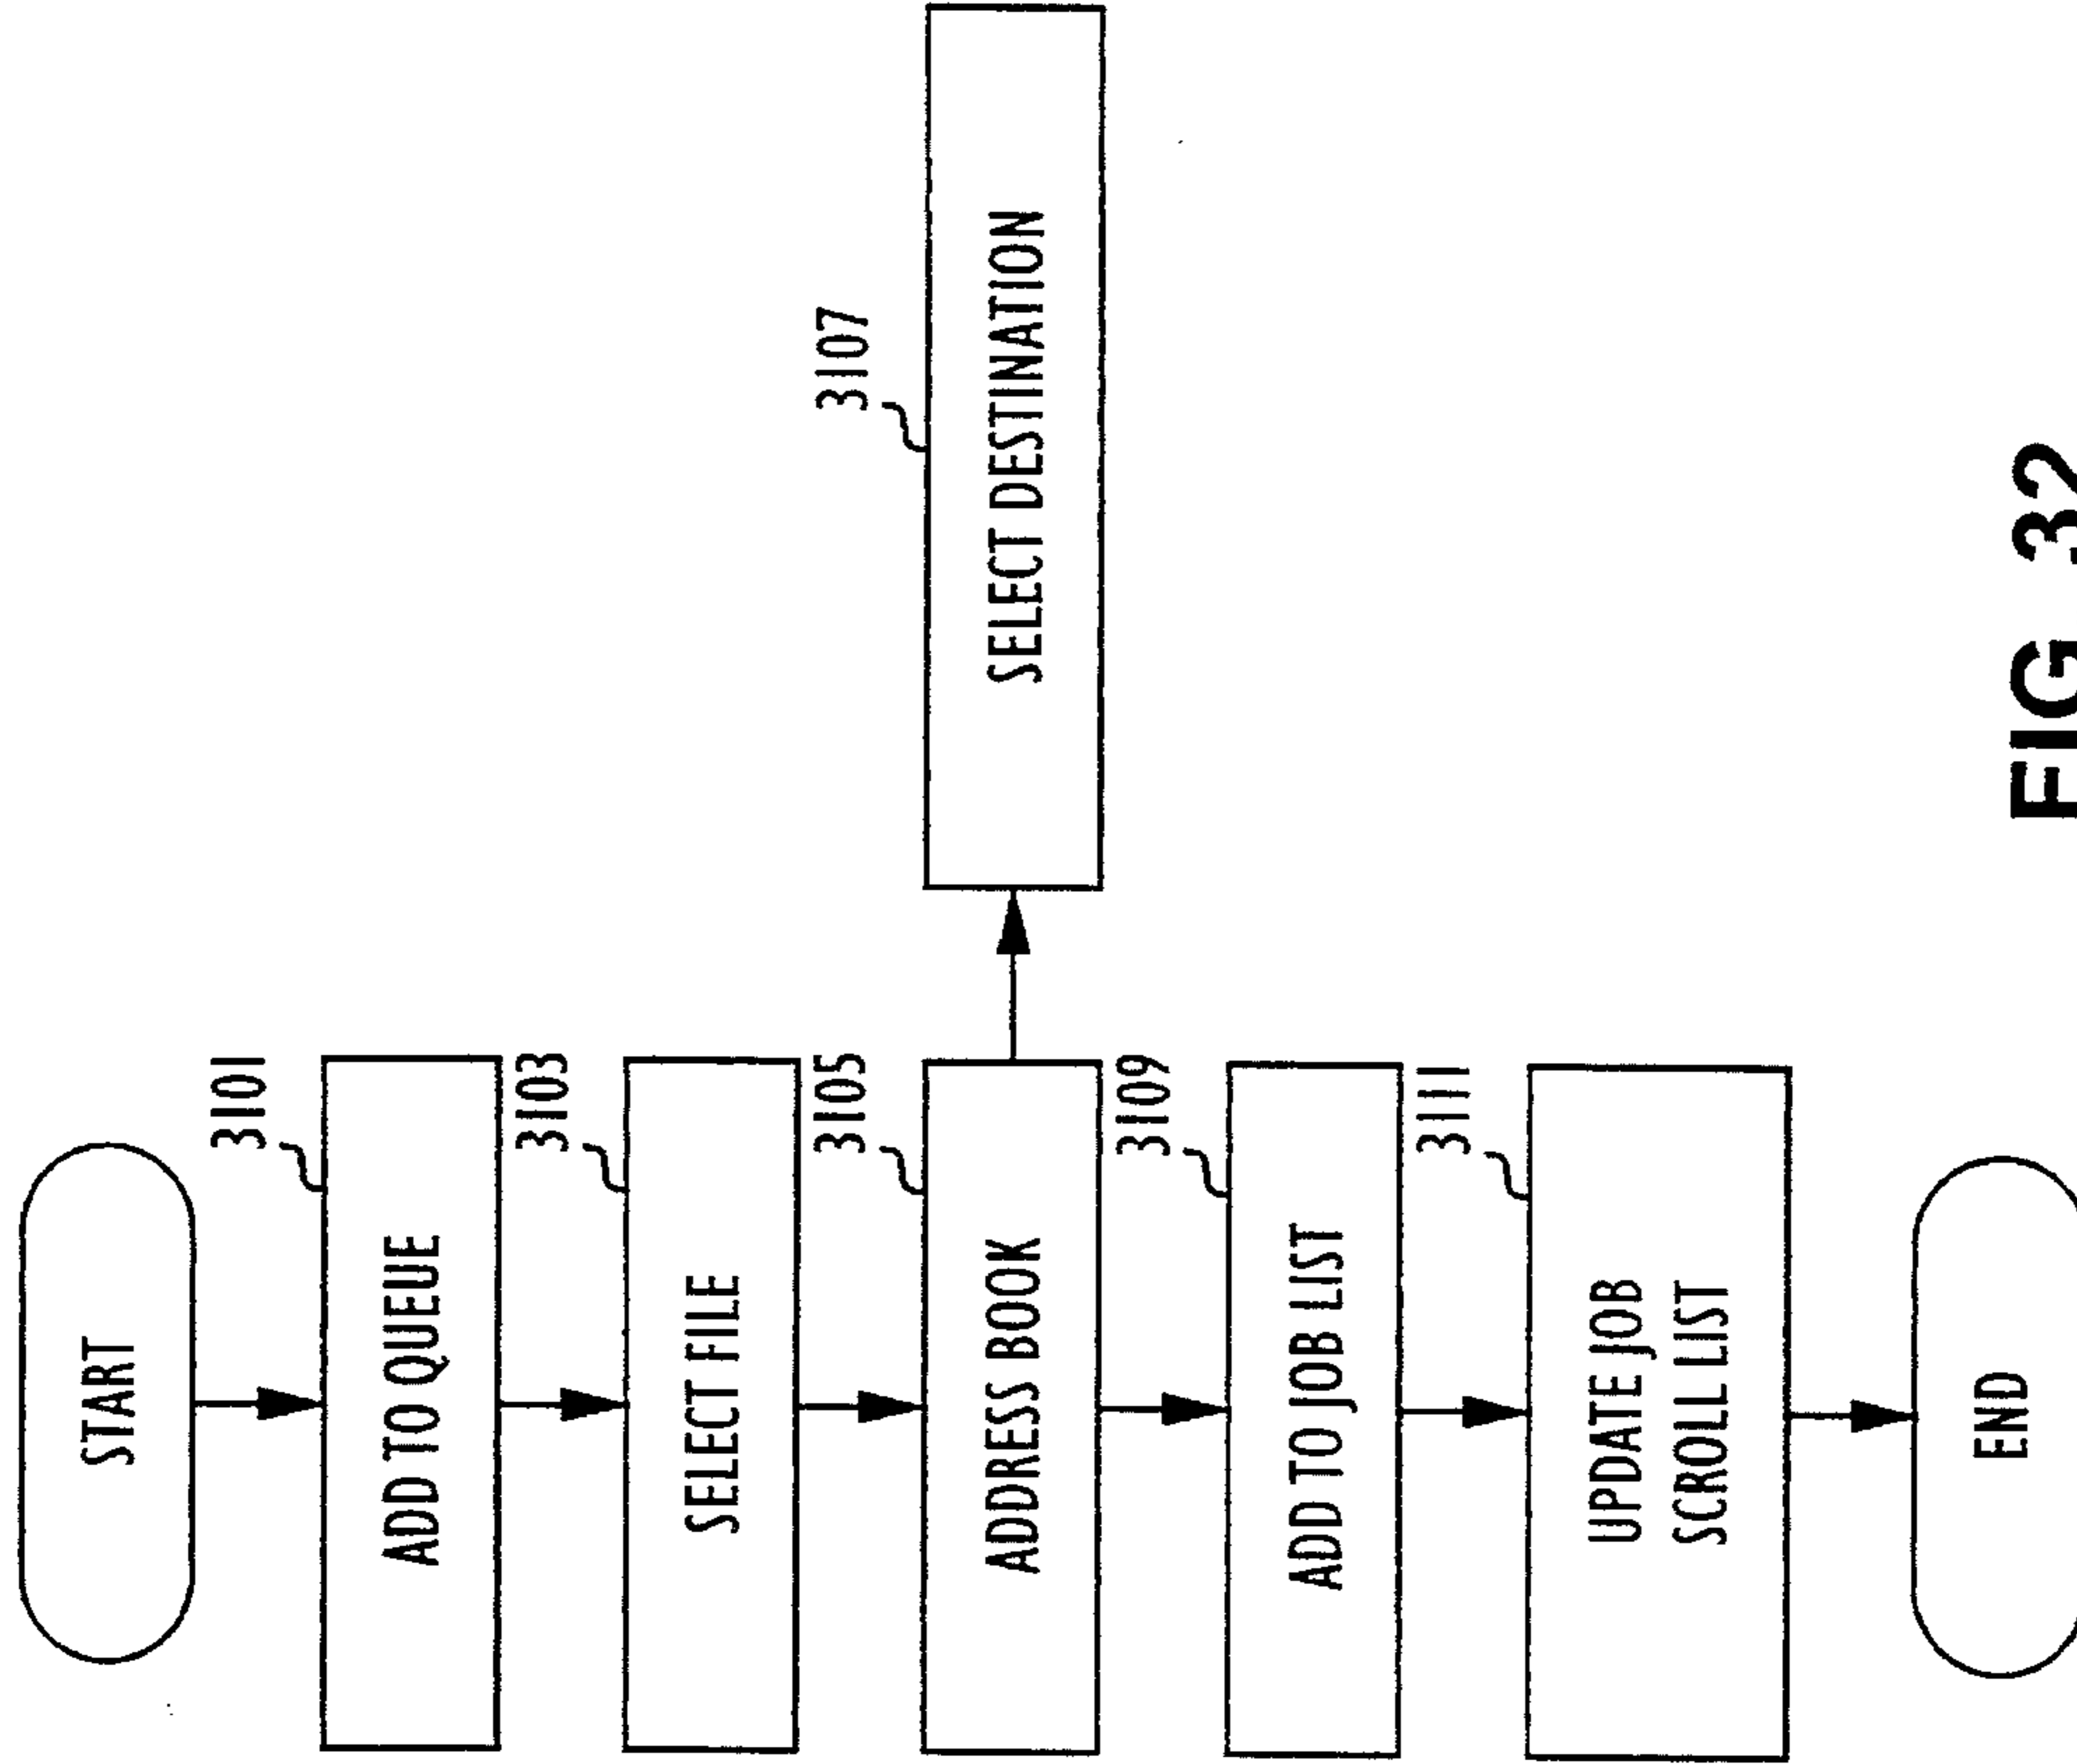 START
3101
ADD TO QUEUE
3103
SELECT FILE
3105
ADDRESS BOOK
3107
SELECT DESTINATION
3109
ADD TO JOB LIST
3111
UPDATE JOB
SCROLL LIST
END
FIG 32